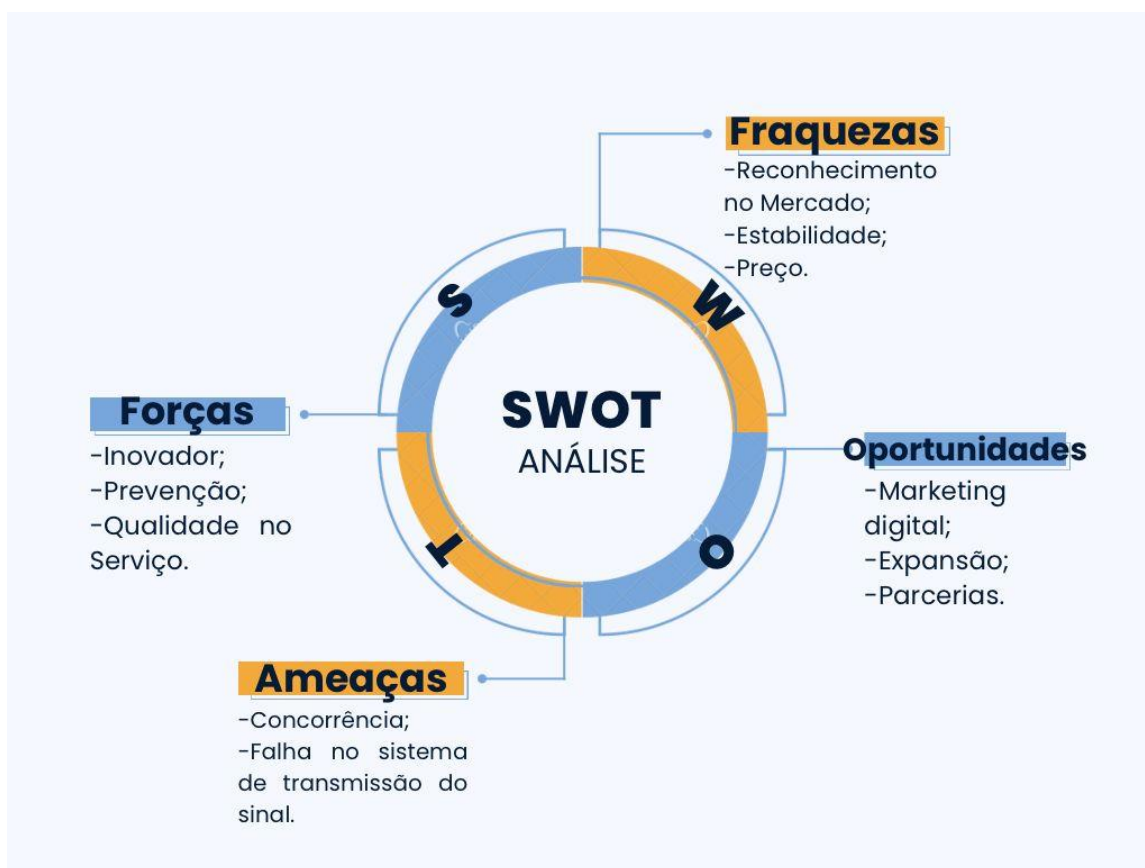 Fraquezas
-Reconhecimento
no Mercado;
-Estabilidade;
-Preço.
S
W
Forças
-Inovador;
-Prevenção;
-Qualidade no
Serviço.
SWOT
ANÁLISE
Oportunidades
-Marketing
digital;
-Expansão;
-Parcerias.
T
O
Ameaças
-Concorrência;
-Falha no sistema
de transmissão do
sinal.